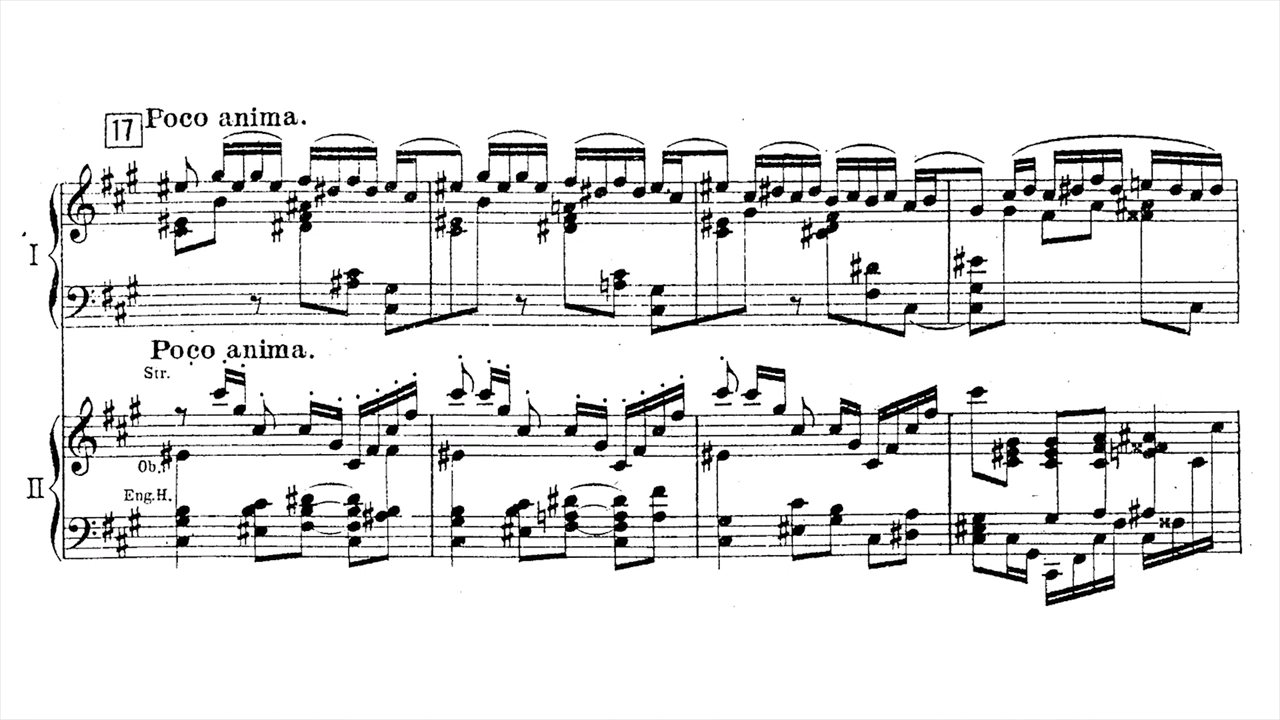 17 Poco anima.
I
Poco anima.
Str.
Ob.
II
Eng.H.